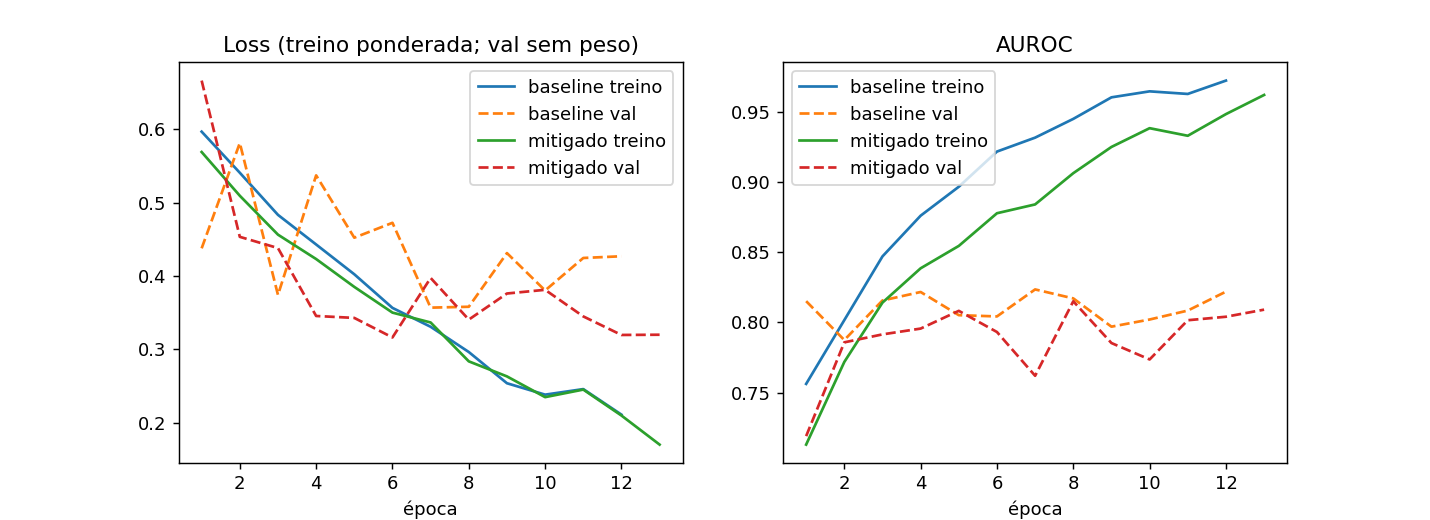 Loss (treino ponderada; val sem peso)
baseline treino
baseline val
mitigado treino
mitigado val
0.6
0.5
0.4
0.3
0.2
2 4 6 8 10 12
época
AUROC
baseline treino
baseline val
mitigado treino
mitigado val
0.95
0.90
0.85
0.80
0.75
2 4 6 8 10 12
época